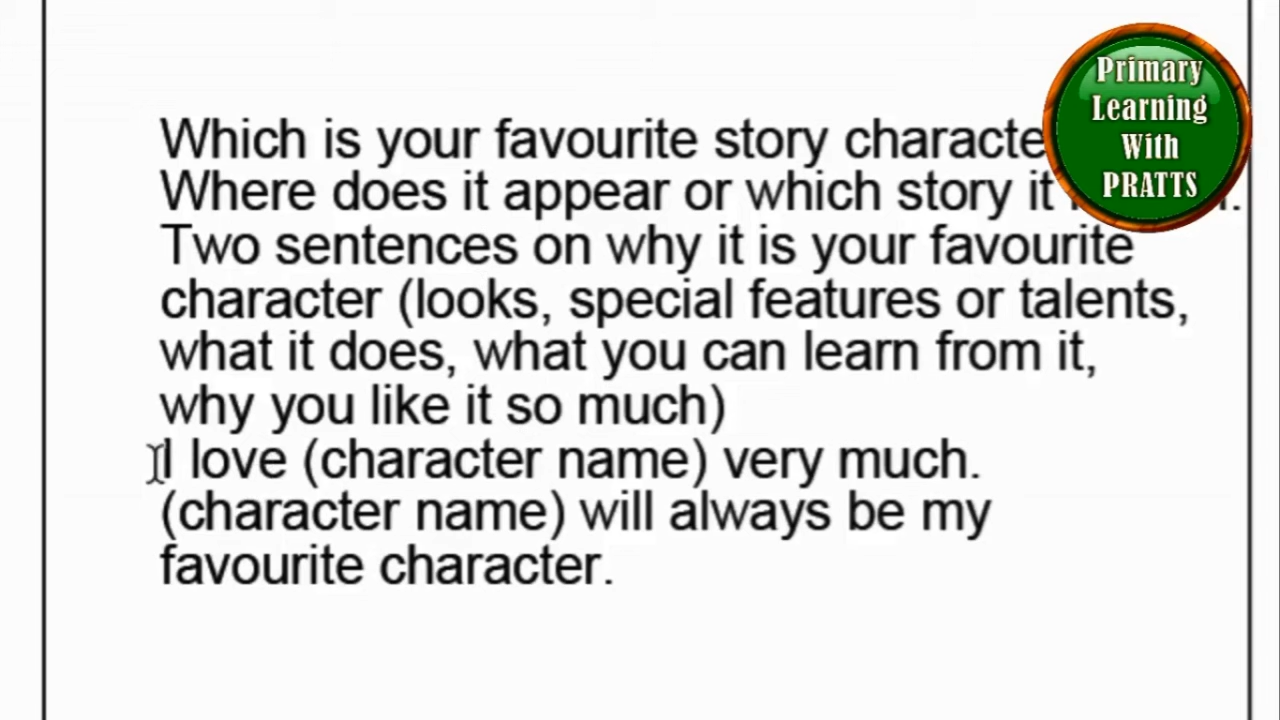 Which is your favourite story
Where does it appear or which story it
Two sentences on why it is your favourite
character (looks, special features or talents,
what it does, what you can learn from it,
why you like it so much)
I love (character name) very much.
(character name) will always be my
favourite character.
Primary
Learning
With
PRATTS